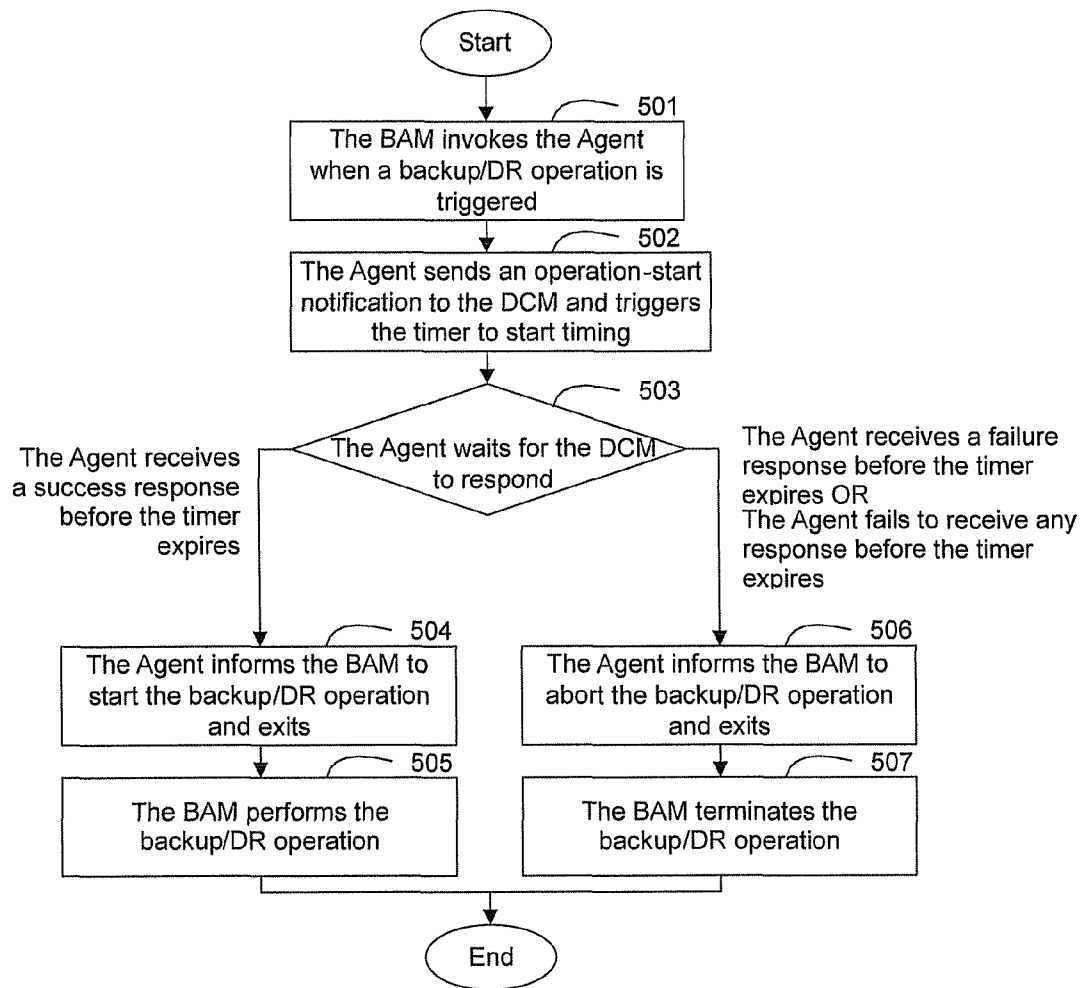 Start
501
The BAM invokes the Agent
when a backup/DR operation is
triggered
502
The Agent sends an operation-start
notification to the DCM and triggers
the timer to start timing
503
The Agent waits for the DCM
to respond
The Agent receives
a success response
before the timer
expires
The Agent receives a failure
response before the timer
expires OR
The Agent fails to receive any
response before the timer
expires
504
The Agent informs the BAM to
start the backup/DR operation
and exits
506
The Agent informs the BAM to
abort the backup/DR operation
and exits
505
The BAM performs the
backup/DR operation
507
The BAM terminates the
backup/DR operation
End